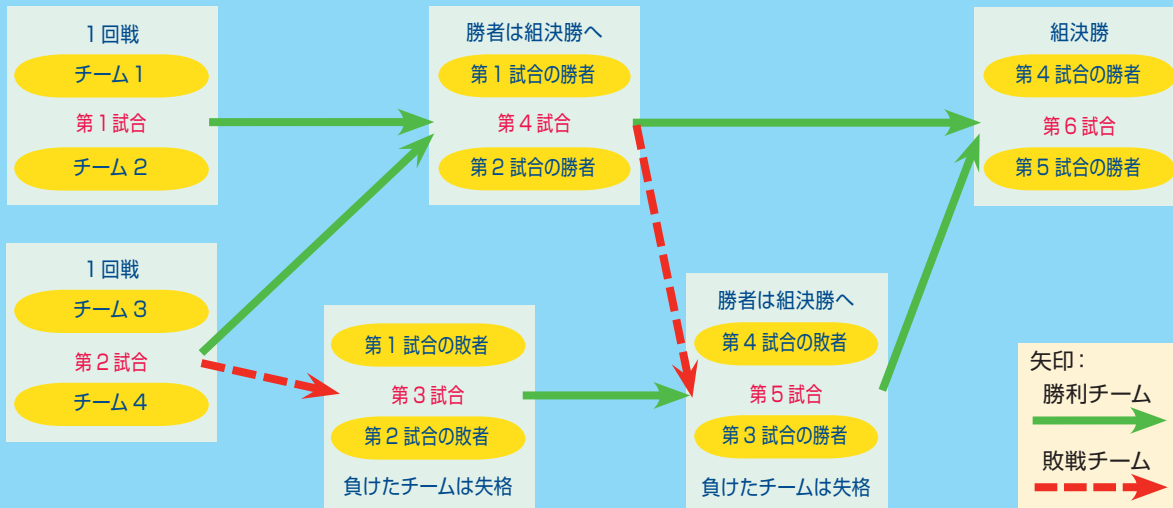 1回戦
チーム1
第1試合
チーム2
勝者は組決勝へ
第1試合の勝者
第4試合
第2試合の勝者
組決勝
第4試合の勝者
第6試合
第5試合の勝者
1回戦
チーム3
第2試合
チーム4
第1試合の敗者
第3試合
第2試合の敗者
負けたチームは失格
勝者は組決勝へ
第4試合の敗者
第5試合
第3試合の勝者
負けたチームは失格
矢印：
勝利チーム
敗戦チーム